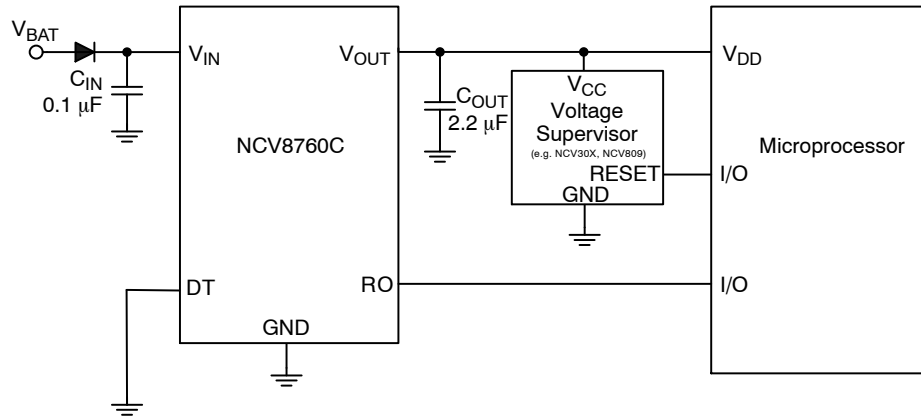 V_BAT
V_IN
V_OUT
V_DD
C_IN
0.1 μF
C_OUT
2.2 μF
V_CC
Voltage
Supervisor
(e.g. NCV30X, NCV809)
RESET
GND
NCV8760C
Microprocessor
I/O
DT
RO
I/O
GND